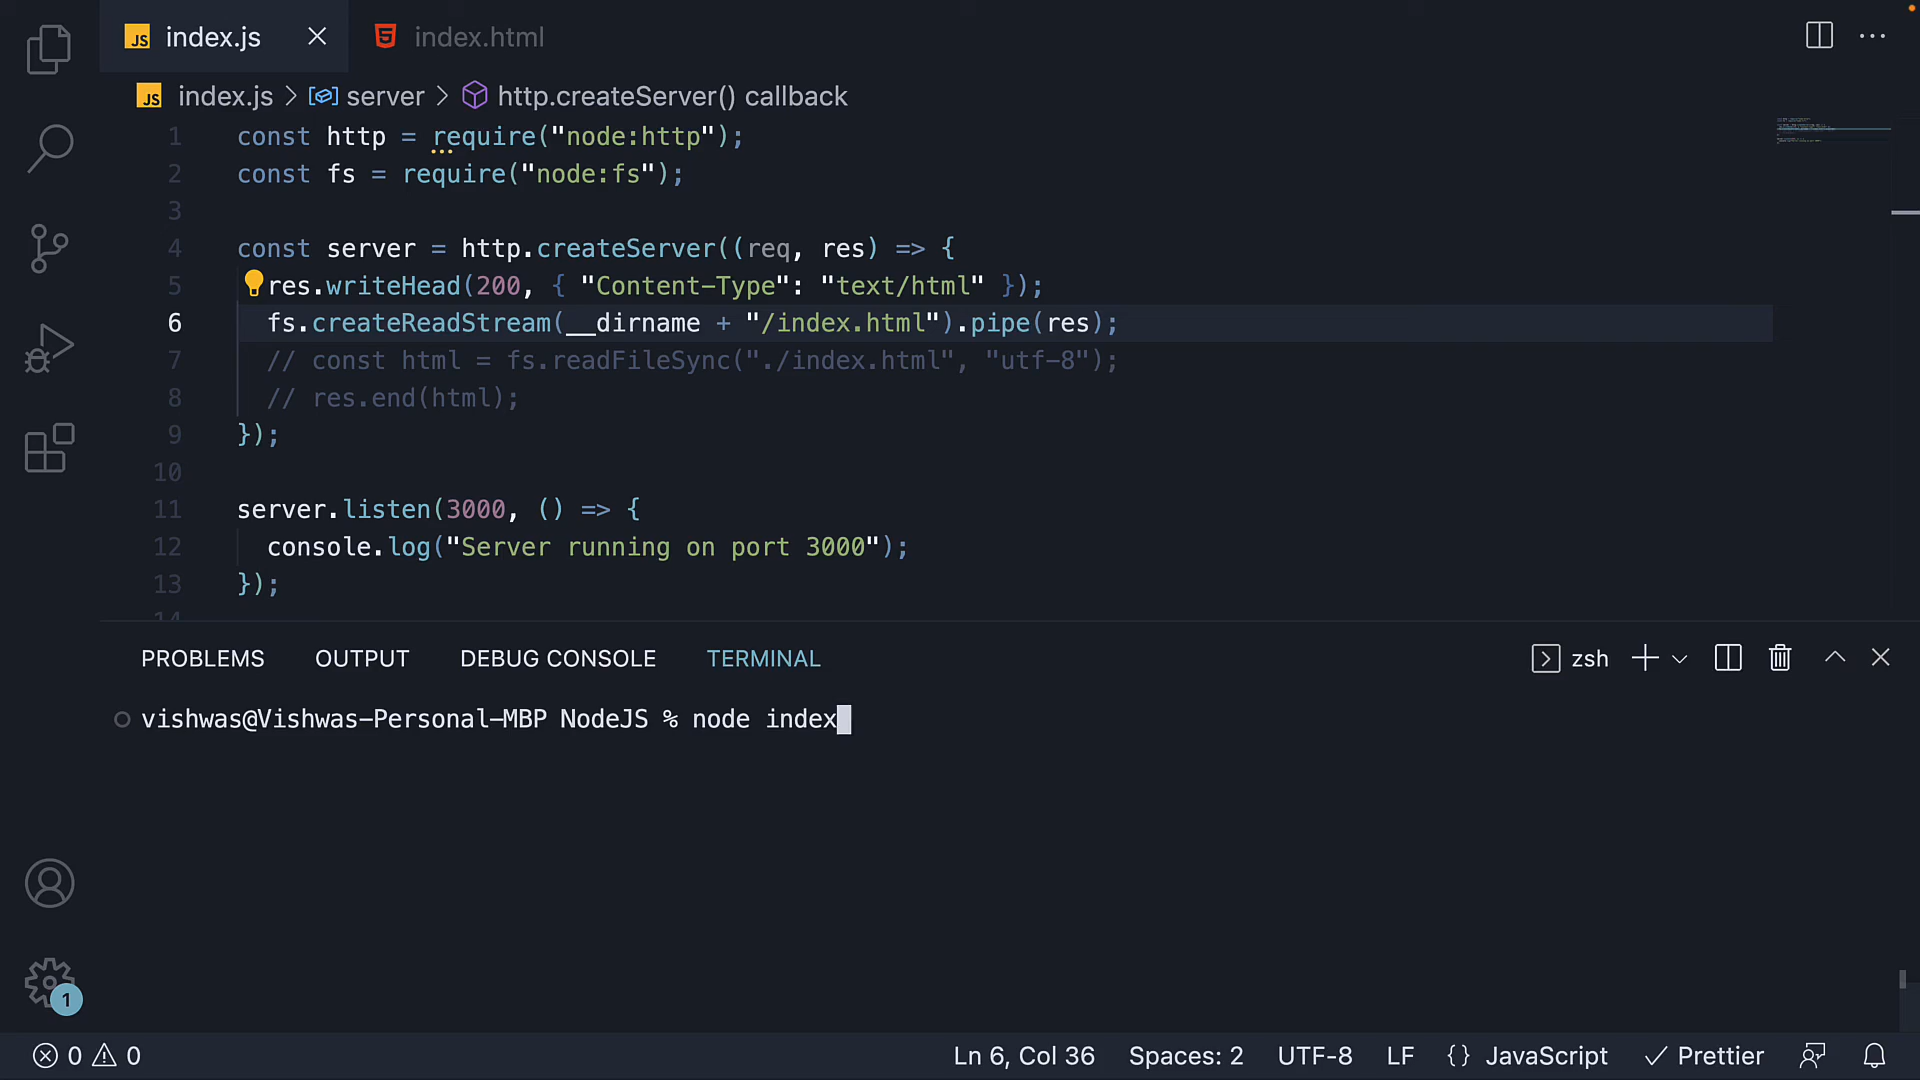 JS index.js index.html
JS index.js > server > http.createServer() callback
1 const http = require("node:http");
2 const fs = require("node:fs");
3
4 const server = http.createServer((req, res) => {
5 res.writeHead(200, { "Content-Type": "text/html" });
6 fs.createReadStream(__dirname + "/index.html").pipe(res);
7 // const html = fs.readFileSync("./index.html", "utf-8");
8 // res.end(html);
9 });
10
11 server.listen(3000, () => {
12 console.log("Server running on port 3000");
13 });
14
PROBLEMS OUTPUT DEBUG CONSOLE TERMINAL zsh
vishwas@Vishwas-Personal-MBP NodeJS % node index
1
0 0 Ln 6, Col 36 Spaces: 2 UTF-8 LF {} JavaScript Prettier